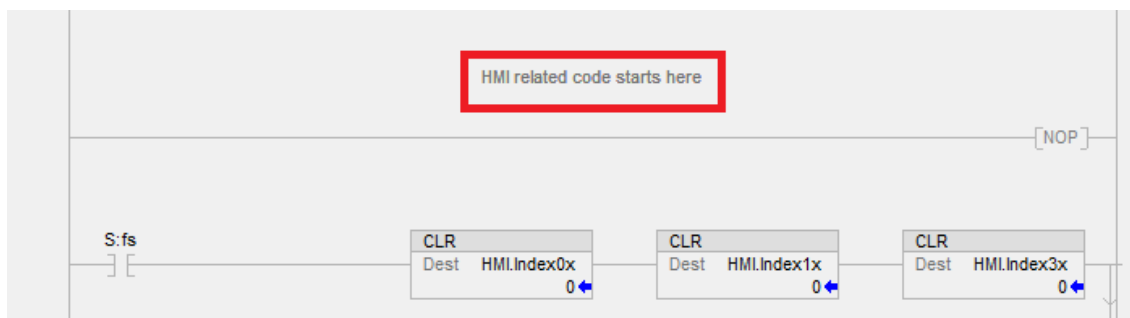 HMI related code starts here
[NOP]
S:fs
CLR
Dest HMI.Index0x
0
CLR
Dest HMI.Index1x
0
CLR
Dest HMI.Index3x
0